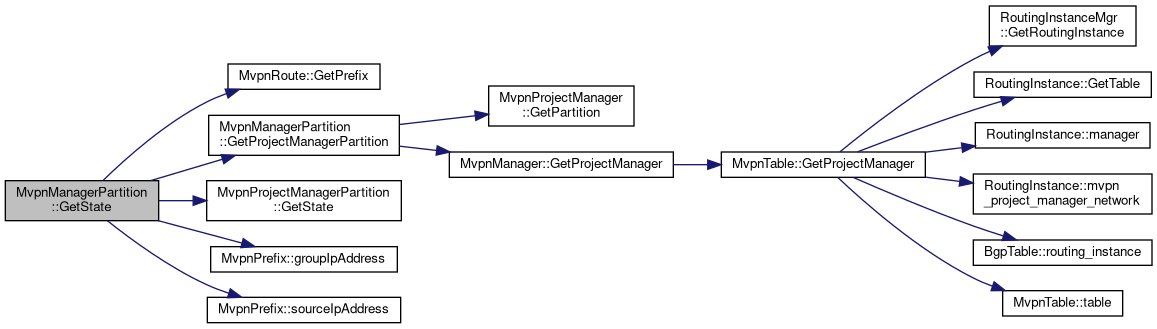 MvpnManagerPartition
::GetState
MvpnRoute::GetPrefix
MvpnManagerPartition
::GetProjectManagerPartition
MvpnProjectManagerPartition
::GetState
MvpnPrefix::groupIpAddress
MvpnPrefix::sourceIpAddress
MvpnProjectManager
::GetPartition
MvpnManager::GetProjectManager
MvpnTable::GetProjectManager
RoutingInstanceMgr
::GetRoutingInstance
RoutingInstance::GetTable
RoutingInstance::manager
RoutingInstance::mvpn
_project_manager_network
BgpTable::routing_instance
MvpnTable::table